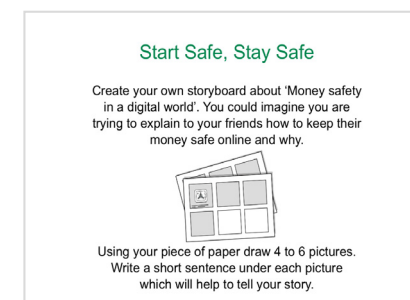 Start Safe, Stay Safe
Create your own storyboard about ‘Money safety
in a digital world’. You could imagine you are
trying to explain to your friends how to keep their
money safe online and why.
Using your piece of paper draw 4 to 6 pictures.
Write a short sentence under each picture
which will help to tell your story.